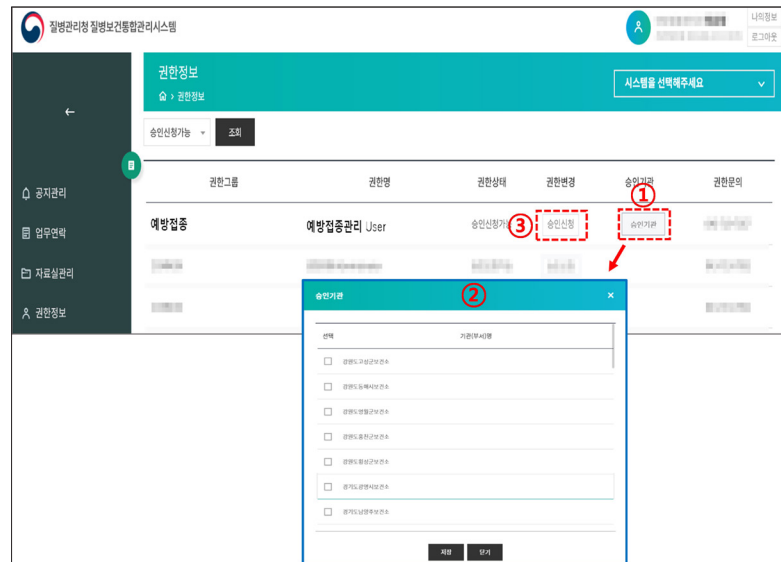 질병관리청 질병보건통합관리시스템
나의정보
로그아웃
권한정보
> 권한정보
시스템을 선택해주세요
승인신청가능
조회
공지관리
업무연락
자료실관리
권한정보
권한그룹 권한명 권한상태 권한변경 승인기관 권한문의
①
예방접종 예방접종관리 User 승인신청가능 ③ 승인신청 승인기관
승인기관 ② ×
선택 기관(부서)명
강원도고성군보건소
강원도동해시보건소
강원도영월군보건소
강원도홍천군보건소
강원도횡성군보건소
경기도광명시보건소
경기도남양주보건소
저장 닫기